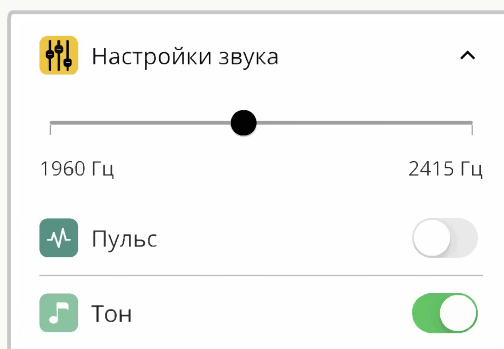 Настройки звука
1960 Гц
2415 Гц
Пульс
Тон